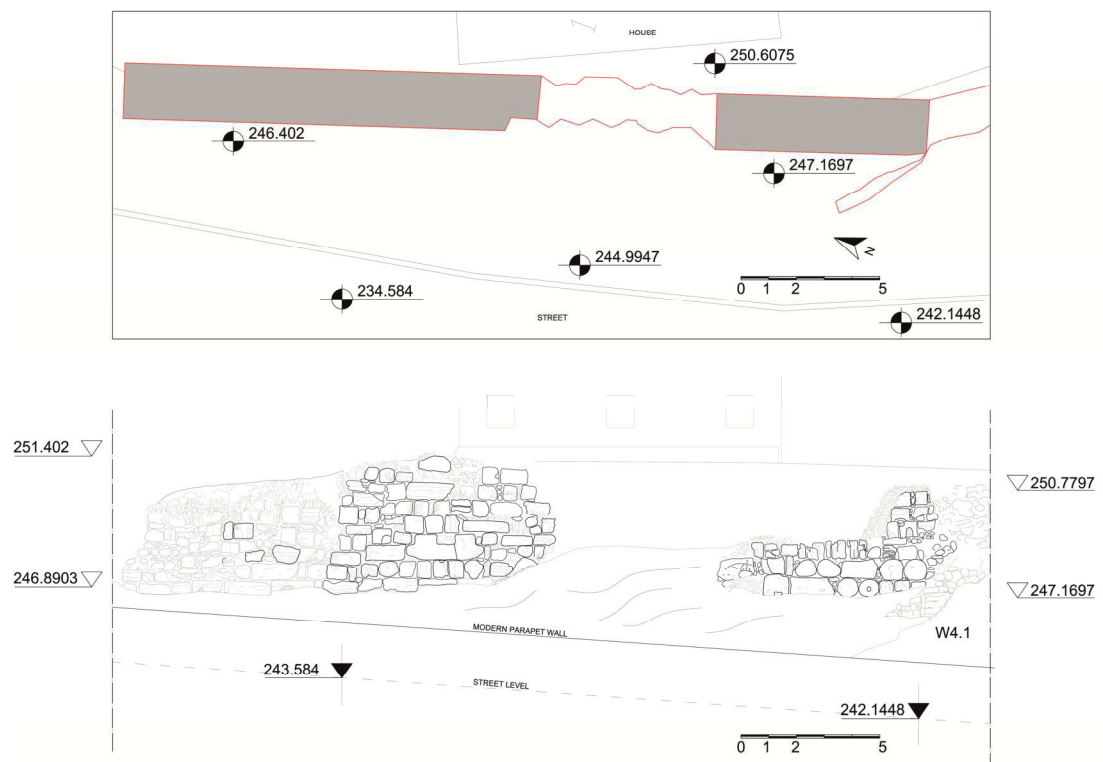 HOUSE
250.6075
246.402
247.1697
N
244.9947
234.584
0 1 2 5
242.1448
STREET
251.402
250.7797
246.8903
247.1697
MODERN PARAPET WALL
W4.1
243.584
STREET LEVEL
242.1448
0 1 2 5